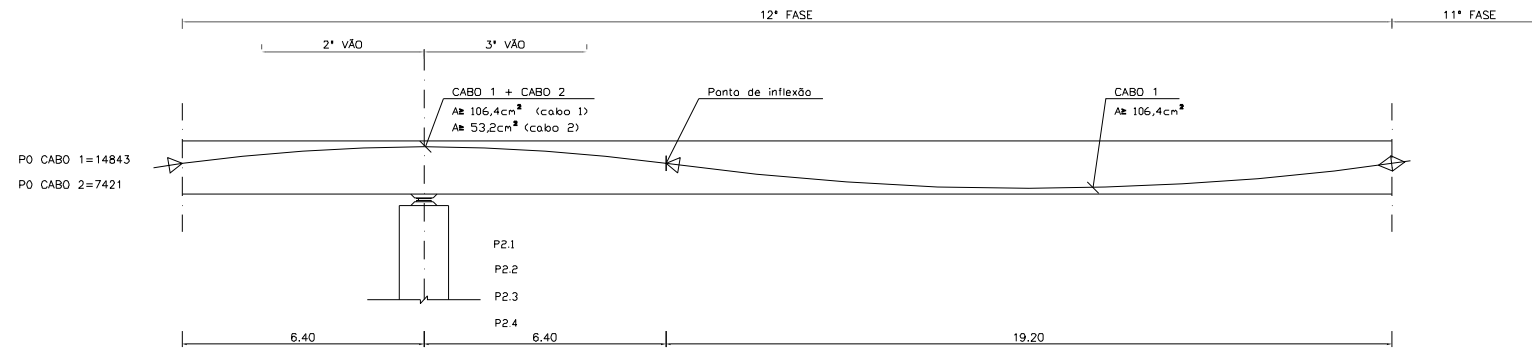 12ª FASE
11ª FASE
2° VÃO
3° VÃO
CABO 1 + CABO 2
A≥ 106,4cm² (cabo 1)
A≥ 53,2cm² (cabo 2)
Ponto de inflexão
CABO 1
A≥ 106,4cm²
P0 CABO 1=14843
P0 CABO 2=7421
P2.1
P2.2
P2.3
P2.4
6.40
6.40
19.20